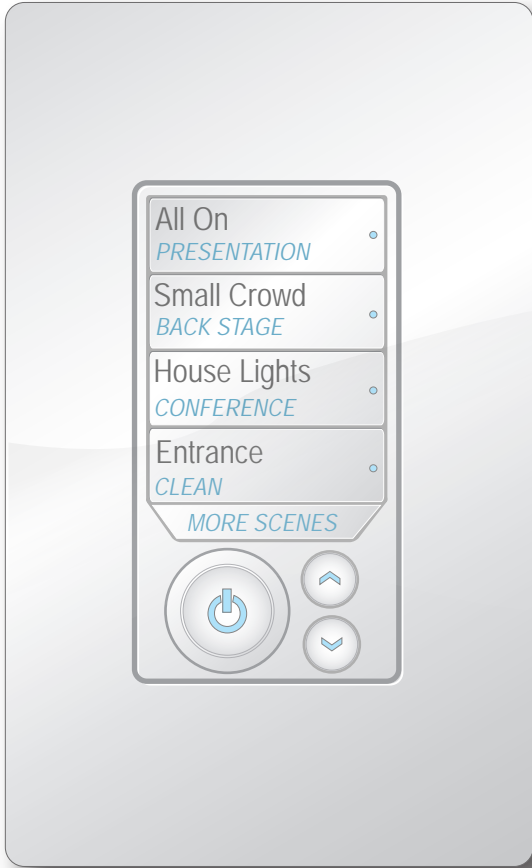 All On
PRESENTATION
Small Crowd
BACK STAGE
House Lights
CONFERENCE
Entrance
CLEAN
MORE SCENES